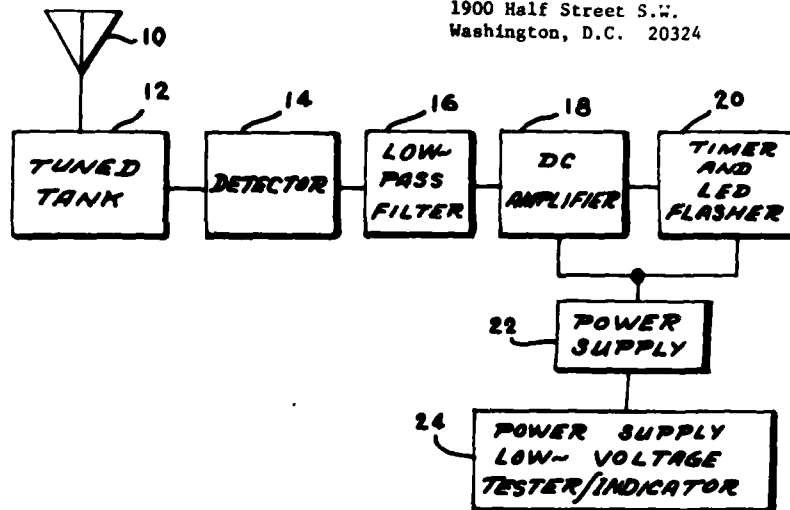 1900 Half Street S.W.
Washington, D.C. 20324
10
12
14
16
18
20
TUNED
TANK
DETECTOR
LOW-
PASS
FILTER
DC
AMPLIFIER
TIMER
AND
LED
FLASHER
22
POWER
SUPPLY
24
POWER SUPPLY
LOW- VOLTAGE
TESTER/INDICATOR